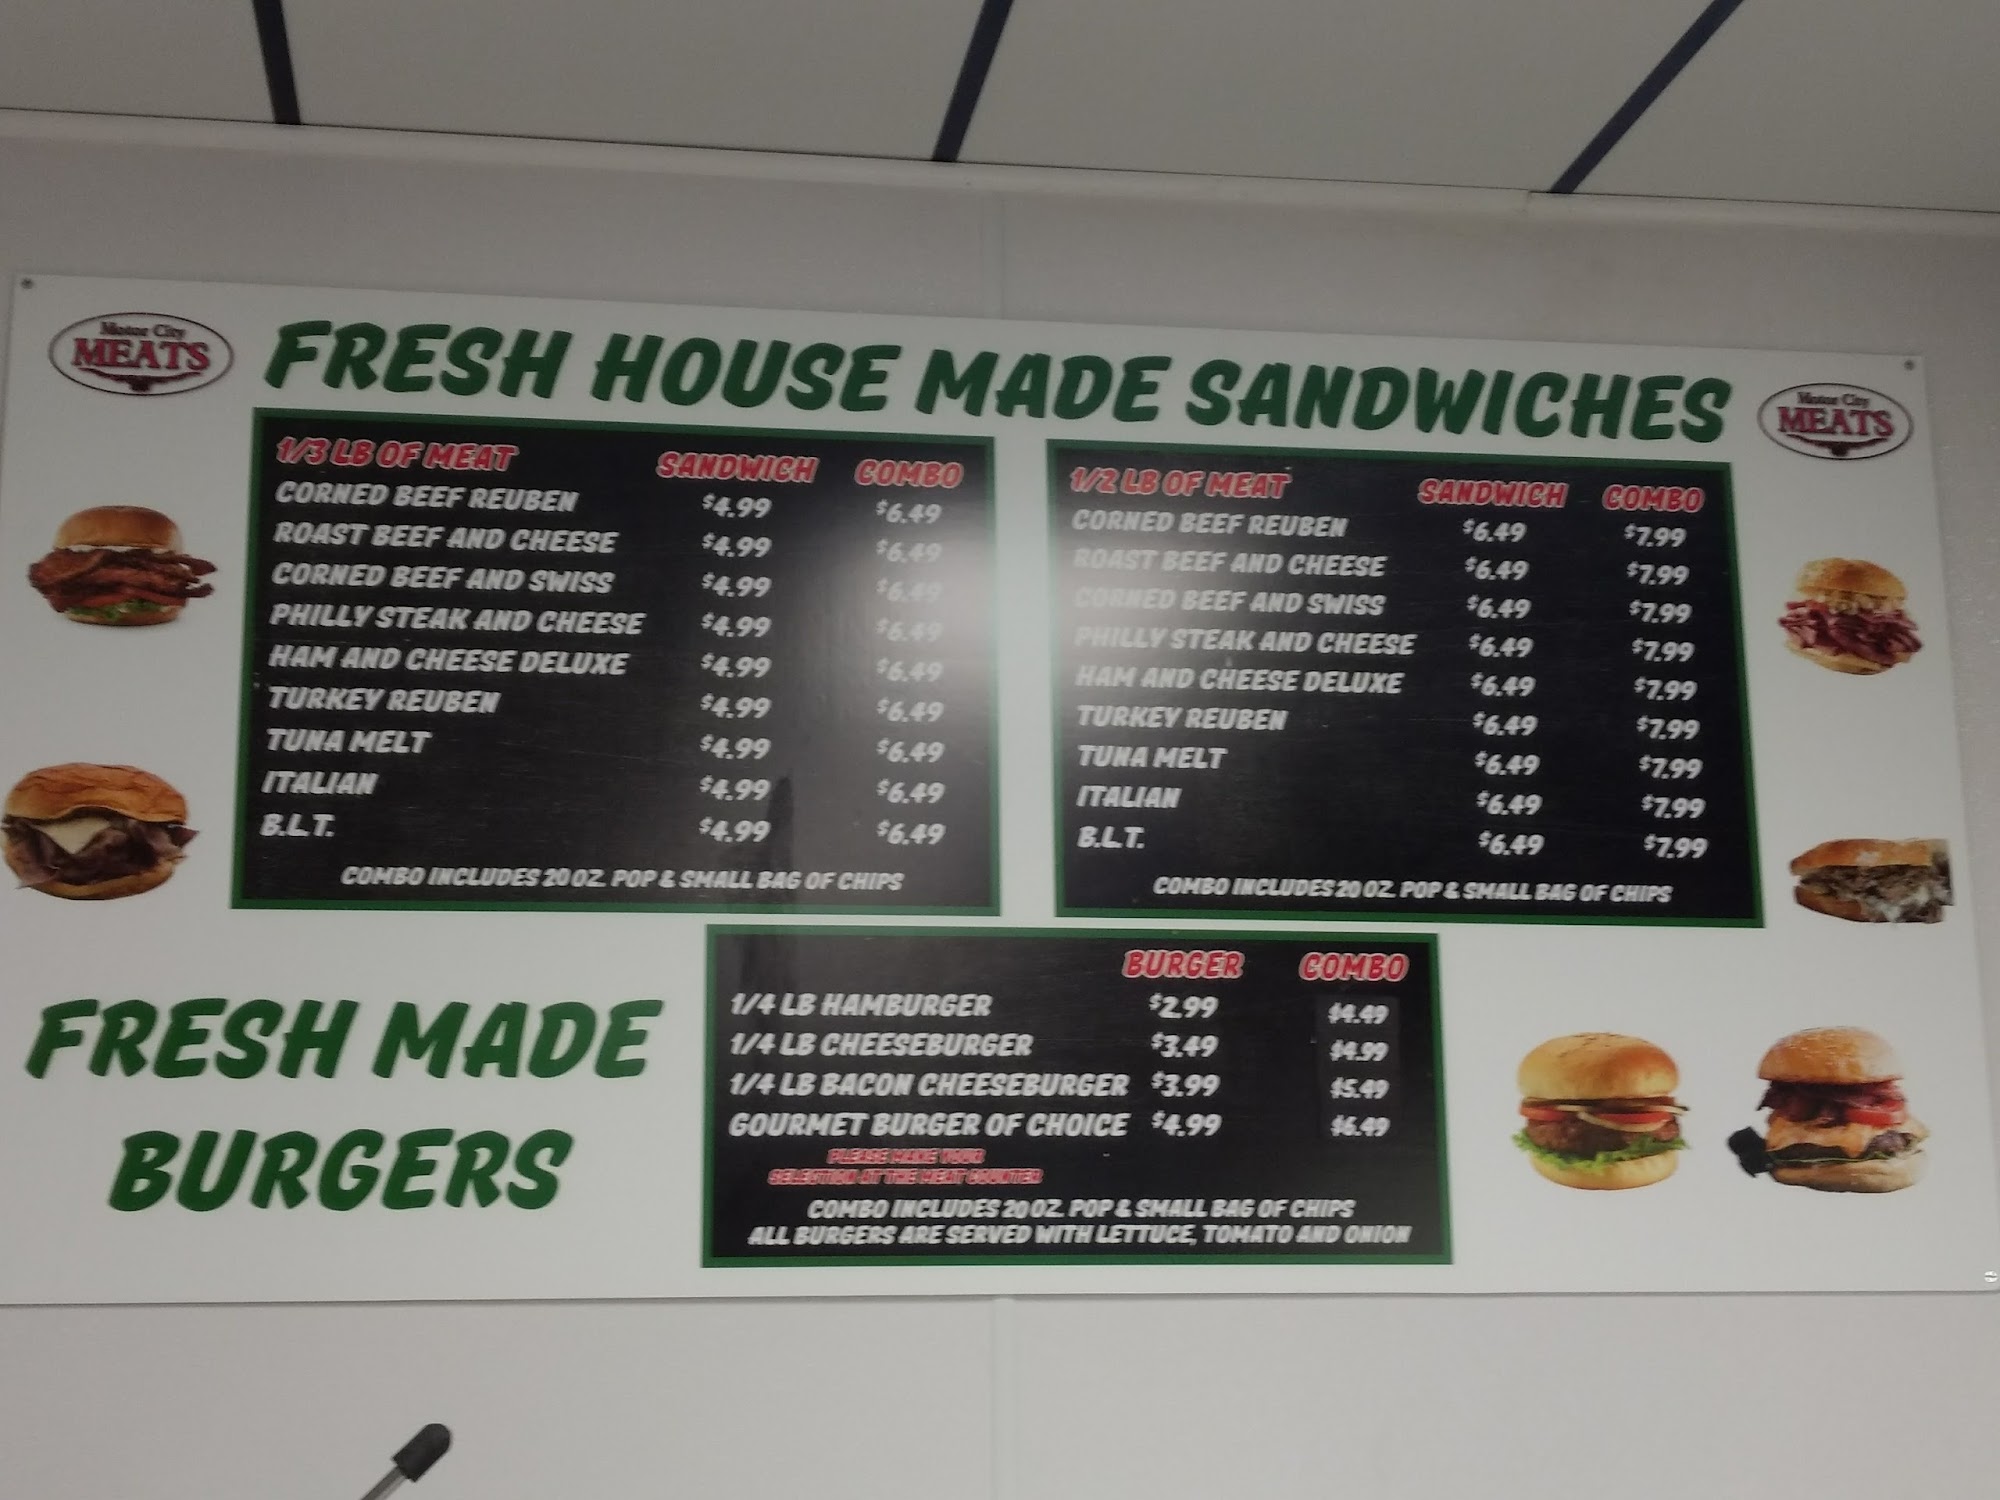 Motor City
MEATS
FRESH HOUSE MADE SANDWICHES
Motor City
MEATS
1/3 LB OF MEAT SANDWICH COMBO
CORNED BEEF REUBEN $4.99 $6.49
ROAST BEEF AND CHEESE $4.99 $6.49
CORNED BEEF AND SWISS $4.99 $6.49
PHILLY STEAK AND CHEESE $4.99 $6.49
HAM AND CHEESE DELUXE $4.99 $6.49
TURKEY REUBEN $4.99 $6.49
TUNA MELT $4.99 $6.49
ITALIAN $4.99 $6.49
B.L.T. $4.99 $6.49
COMBO INCLUDES 20 OZ. POP & SMALL BAG OF CHIPS
1/2 LB OF MEAT SANDWICH COMBO
CORNED BEEF REUBEN $6.49 $7.99
ROAST BEEF AND CHEESE $6.49 $7.99
CORNED BEEF AND SWISS $6.49 $7.99
PHILLY STEAK AND CHEESE $6.49 $7.99
HAM AND CHEESE DELUXE $6.49 $7.99
TURKEY REUBEN $6.49 $7.99
TUNA MELT $6.49 $7.99
ITALIAN $6.49 $7.99
B.L.T. $6.49 $7.99
COMBO INCLUDES 20 OZ. POP & SMALL BAG OF CHIPS
FRESH MADE
BURGERS
BURGER COMBO
1/4 LB HAMBURGER $2.99 $4.49
1/4 LB CHEESEBURGER $3.49 $4.99
1/4 LB BACON CHEESEBURGER $3.99 $5.49
GOURMET BURGER OF CHOICE $4.99 $6.49
PLEASE MAKE YOUR
SELECTION AT THE MEAT COUNTER
COMBO INCLUDES 20 OZ. POP & SMALL BAG OF CHIPS
ALL BURGERS ARE SERVED WITH LETTUCE, TOMATO AND ONION